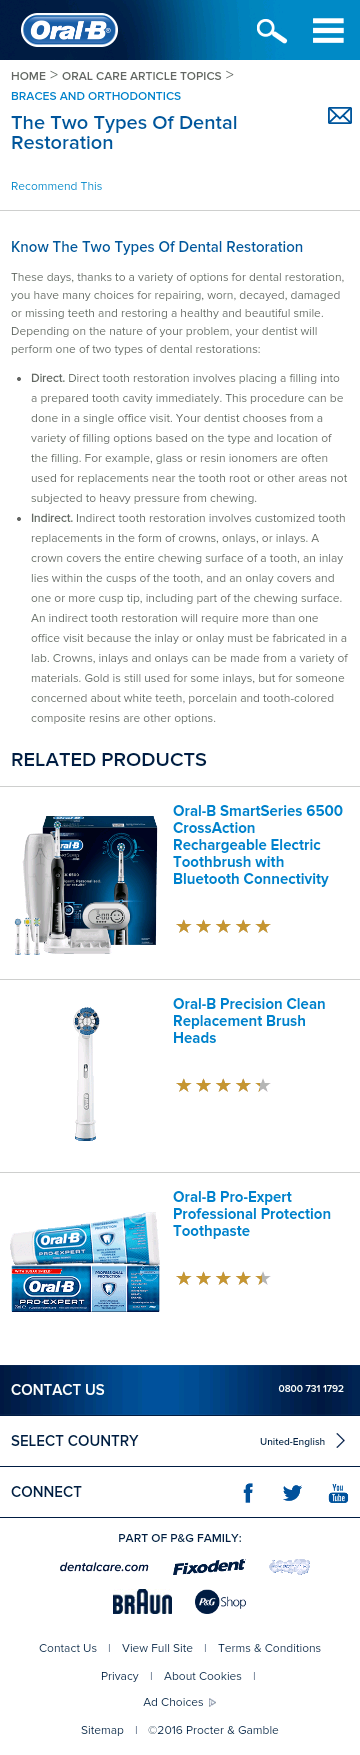 Oral-B
HOME > ORAL CARE ARTICLE TOPICS >
BRACES AND ORTHODONTICS
The Two Types Of Dental
Restoration
Recommend This
Know The Two Types Of Dental Restoration
These days, thanks to a variety of options for dental restoration,
you have many choices for repairing, worn, decayed, damaged
or missing teeth and restoring a healthy and beautiful smile.
Depending on the nature of your problem, your dentist will
perform one of two types of dental restorations:
• Direct. Direct tooth restoration involves placing a filling into
a prepared tooth cavity immediately. This procedure can be
done in a single office visit. Your dentist chooses from a
variety of filling options based on the type and location of
the filling. For example, glass or resin ionomers are often
used for replacements near the tooth root or other areas not
subjected to heavy pressure from chewing.
• Indirect. Indirect tooth restoration involves customized tooth
replacements in the form of crowns, onlays, or inlays. A
crown covers the entire chewing surface of a tooth, an inlay
lies within the cusps of the tooth, and an onlay covers and
one or more cusp tip, including part of the chewing surface.
An indirect tooth restoration will require more than one
office visit because the inlay or onlay must be fabricated in a
lab. Crowns, inlays and onlays can be made from a variety of
materials. Gold is still used for some inlays, but for someone
concerned about white teeth, porcelain and tooth-colored
composite resins are other options.
RELATED PRODUCTS
Oral-B SmartSeries 6500
CrossAction
Rechargeable Electric
Toothbrush with
Bluetooth Connectivity
Oral-B Precision Clean
Replacement Brush
Heads
Oral-B Pro-Expert
Professional Protection
Toothpaste
Oral-B
PRO-EXPERT
Oral-B
PRO-EXPERT
CONTACT US 0800 731 1792
SELECT COUNTRY United-English
CONNECT You Tube
PART OF P&G FAMILY:
dentalcare.com Fixodent
BRAUN P&G Shop
Contact Us | View Full Site | Terms & Conditions
Privacy | About Cookies |
Ad Choices
Sitemap | ©2016 Procter & Gamble